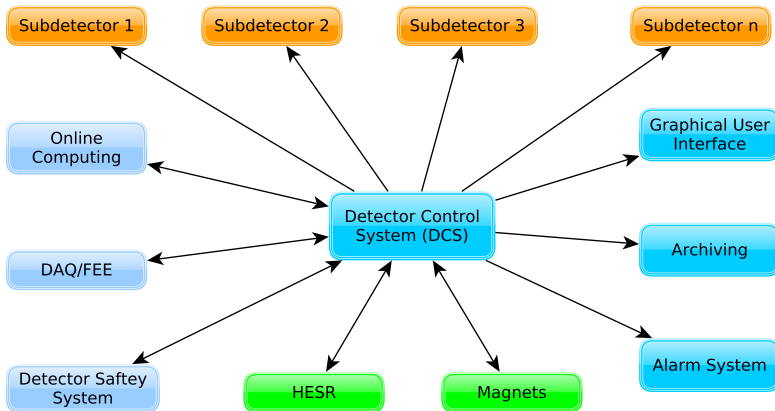 Subdetector 1
Subdetector 2
Subdetector 3
Subdetector n
Online
Computing
Graphical User
Interface
Detector Control
System (DCS)
DAQ/FEE
Archiving
Detector Saftey
System
HESR
Magnets
Alarm System